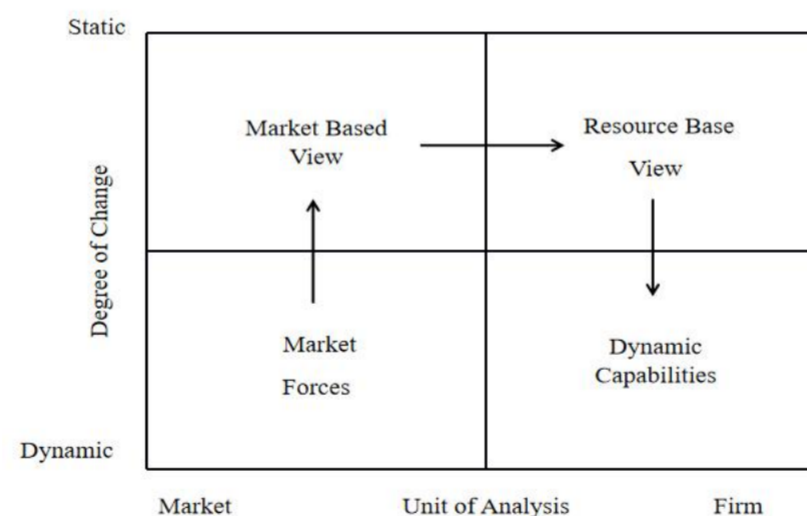 Static
Market Based
View
Resource Base
View
Degree of Change
Market
Forces
Dynamic
Capabilities
Dynamic
Market
Unit of Analysis
Firm